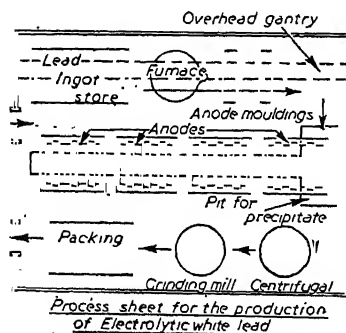 Overhead gantry
Lead
Ingot
store
Furnace
Anode mouldings
Anodes
Pit for
precipitate
Packing
Grinding mill
Centrifugal
Process sheet for the production
of Electrolytic white lead